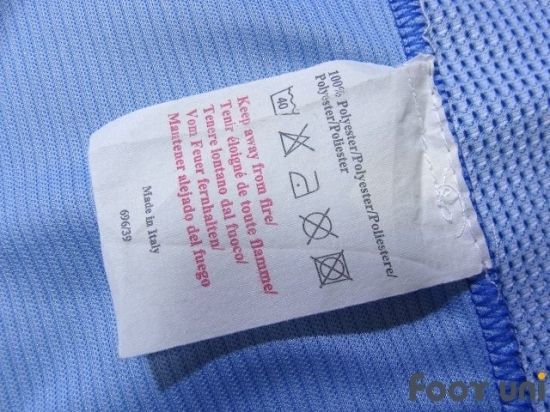 100% Polyester/Polyester/Poliestere/
Polyester/Poliester
40
Keep away from fire/
Tenir éloigné de toute flamme/
Tenere lontano dal fuoco/
Vom Feuer fernhalten/
Mantener alejado del fuego
Made in Italy
696/39
FOOT uni